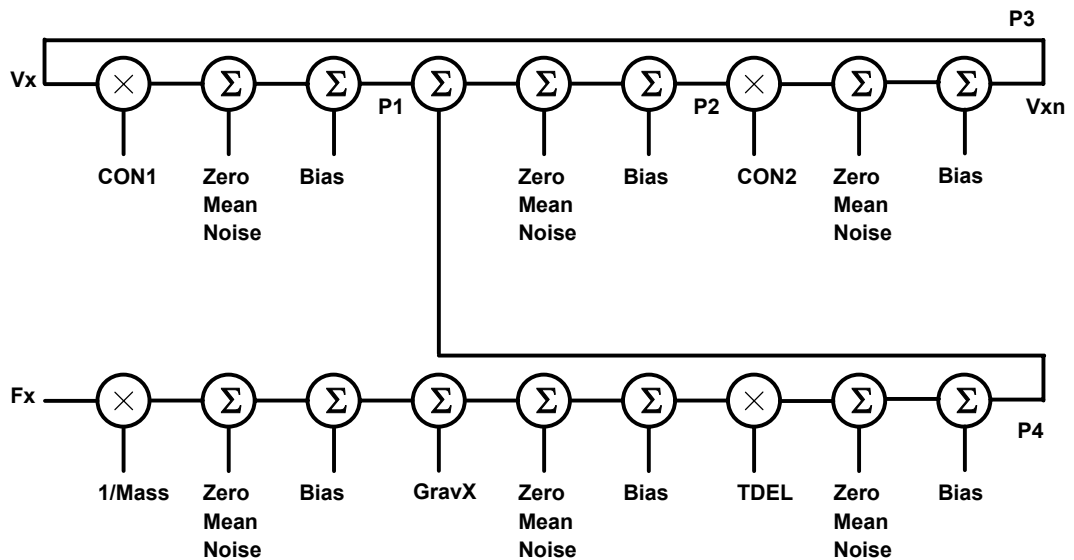 P3
Vx
P1
P2
Vxn
CON1
Zero
Mean
Noise
Bias
Zero
Mean
Noise
Bias
CON2
Zero
Mean
Noise
Bias
Fx
P4
1/Mass
Zero
Mean
Noise
Bias
GravX
Zero
Mean
Noise
Bias
TDEL
Zero
Mean
Noise
Bias
× Σ Σ Σ Σ Σ × Σ Σ
× Σ Σ Σ Σ Σ × Σ Σ